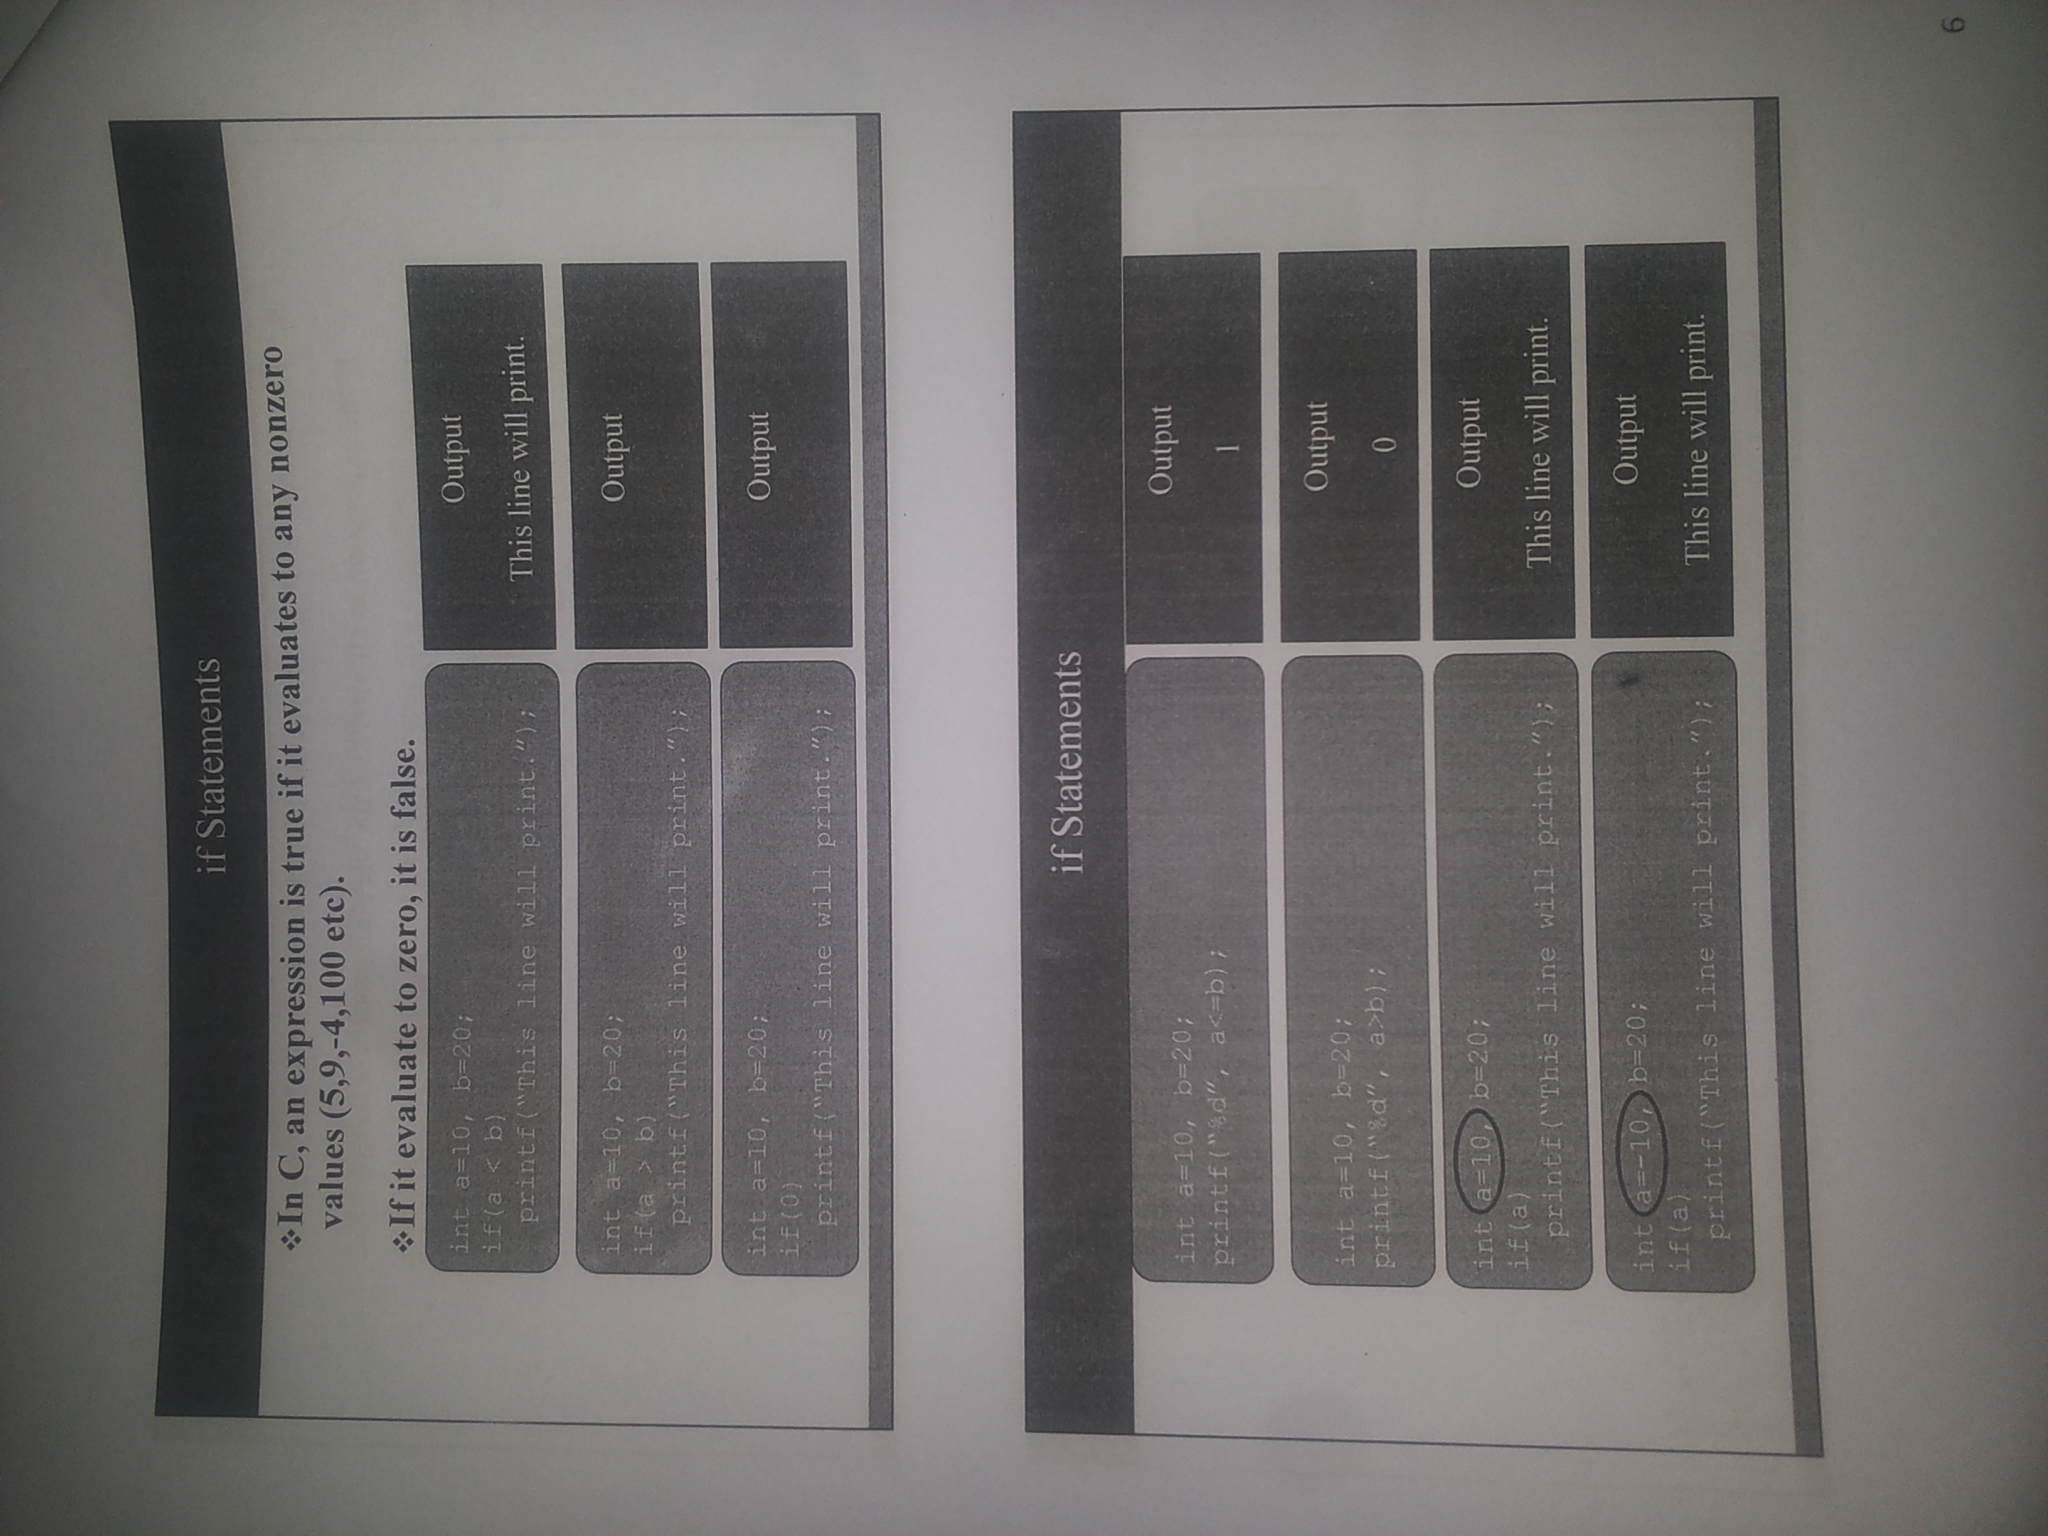 if Statements
❖In C, an expression is true if it evaluates to any nonzero
values (5,9,-4,100 etc).
❖If it evaluate to zero, it is false.
int a=10, b=20;
if(a < b)
printf(“This line will print.”);
Output
This line will print.
int a=10, b=20;
if(a > b)
printf(“This line will print.”);
Output
int a=10, b=20;
if(0)
printf(“This line will print.”);
Output
if Statements
int a=10, b=20;
printf(“%d”, a<=b);
Output
1
int a=10, b=20;
printf(“%d”, a>b);
Output
0
int a=10, b=20;
if(a)
printf(“This line will print.”);
Output
This line will print.
int a=-10, b=20;
if(a)
printf(“This line will print.”);
Output
This line will print.
6